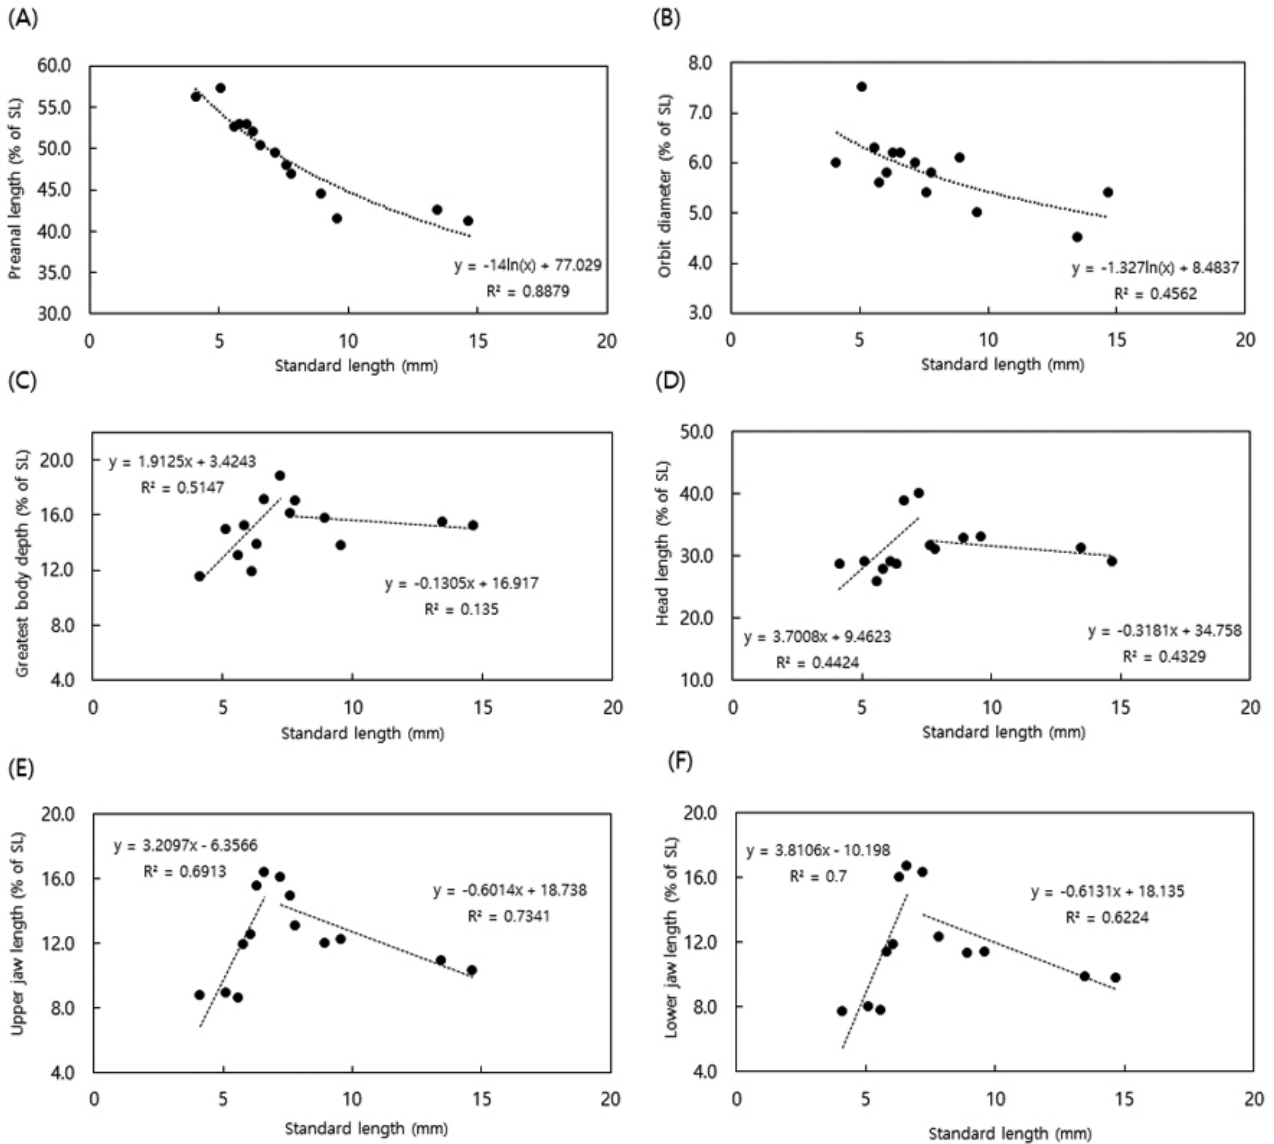 (A)
Preanal length (% of SL)
60.0
55.0
50.0
45.0
40.0
35.0
30.0
y = -14ln(x) + 77.029
R² = 0.8879
0 5 10 15 20
Standard length (mm)
(B)
Orbit diameter (% of SL)
8.0
7.0
6.0
5.0
4.0
3.0
y = -1.327ln(x) + 8.4837
R² = 0.4562
0 5 10 15 20
Standard length (mm)
(C)
Greatest body depth (% of SL)
20.0
16.0
12.0
8.0
4.0
y = 1.9125x + 3.4243
R² = 0.5147
y = -0.1305x + 16.917
R² = 0.135
0 5 10 15 20
Standard length (mm)
(D)
Head length (% of SL)
50.0
40.0
30.0
20.0
10.0
y = 3.7008x + 9.4623
R² = 0.4424
y = -0.3181x + 34.758
R² = 0.4329
0 5 10 15 20
Standard length (mm)
(E)
Upper jaw length (% of SL)
20.0
16.0
12.0
8.0
4.0
y = 3.2097x - 6.3566
R² = 0.6913
y = -0.6014x + 18.738
R² = 0.7341
0 5 10 15 20
Standard length (mm)
(F)
Lower jaw length (% of SL)
20.0
16.0
12.0
8.0
4.0
y = 3.8106x - 10.198
R² = 0.7
y = -0.6131x + 18.135
R² = 0.6224
0 5 10 15 20
Standard length (mm)